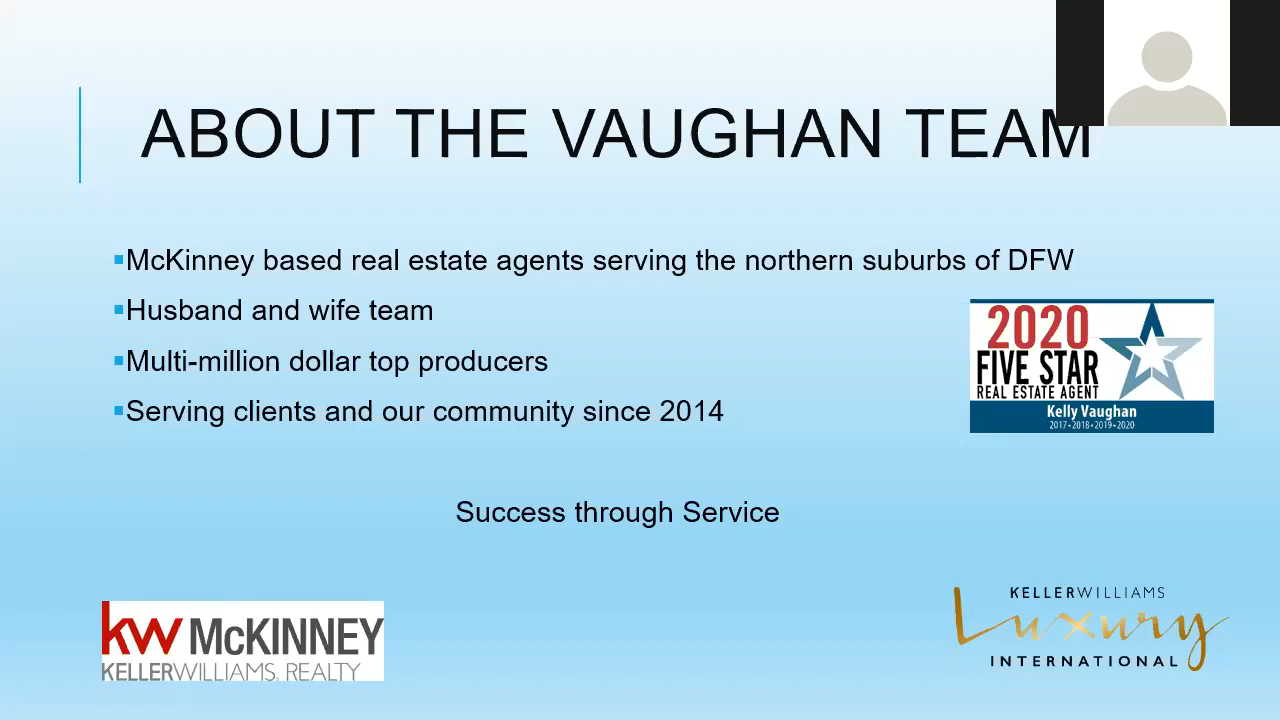 ABOUT THE VAUGHAN TEAM
▪McKinney based real estate agents serving the northern suburbs of DFW
▪Husband and wife team
▪Multi-million dollar top producers
▪Serving clients and our community since 2014
2020
FIVE STAR
REAL ESTATE AGENT
Kelly Vaughan
2017•2018•2019•2020
Success through Service
kw McKINNEY
KELLERWILLIAMS. REALTY
KELLERWILLIAMS
Luxury
INTERNATIONAL